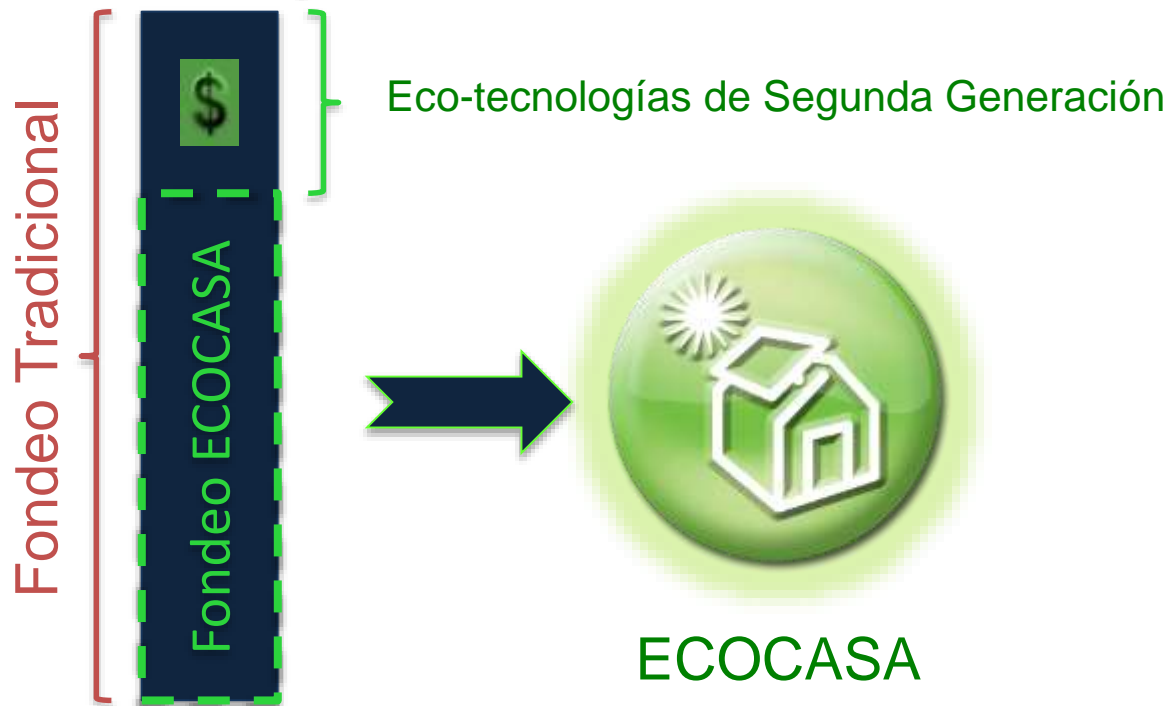 Fondeo Tradicional
$
Eco-tecnologías de Segunda Generación
Fondeo ECOCASA
ECOCASA